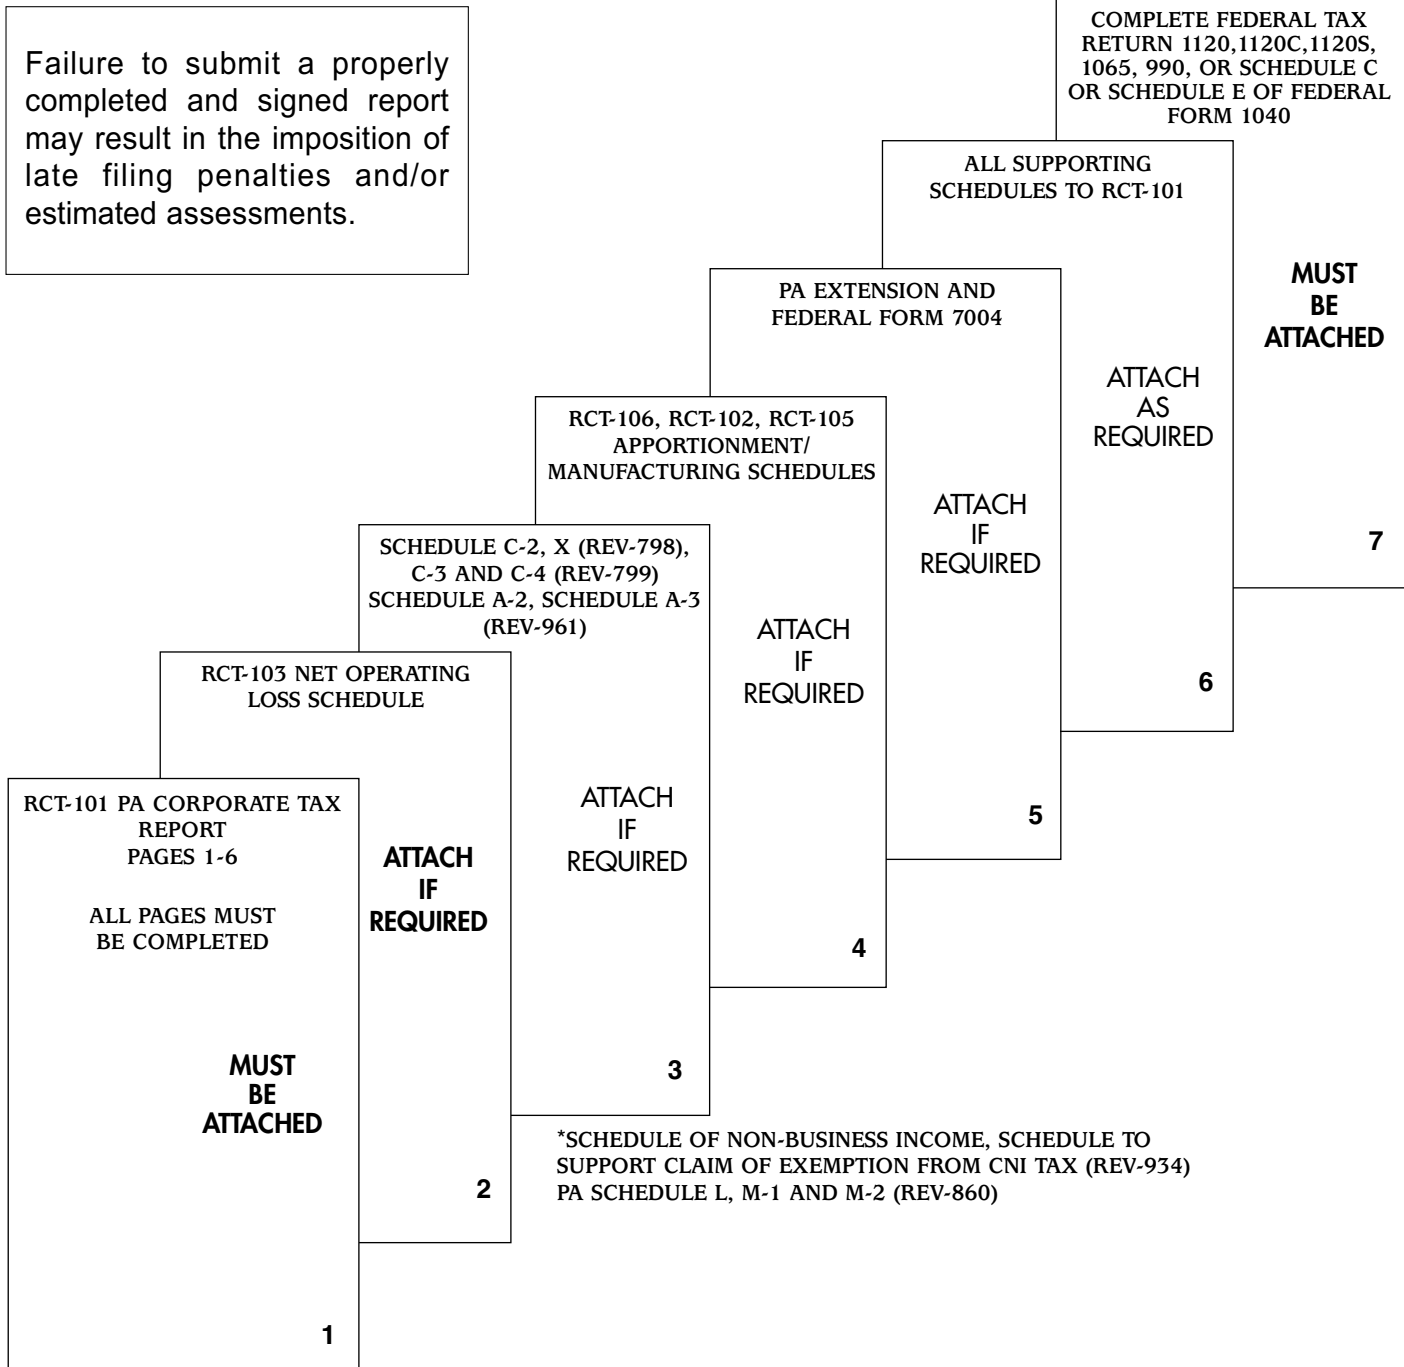 Failure to submit a properly
completed and signed report
may result in the imposition of
late filing penalties and/or
estimated assessments.
COMPLETE FEDERAL TAX
RETURN 1120,1120C,1120S,
1065, 990, OR SCHEDULE C
OR SCHEDULE E OF FEDERAL
FORM 1040
MUST
BE
ATTACHED
7
ALL SUPPORTING
SCHEDULES TO RCT-101
ATTACH
AS
REQUIRED
6
PA EXTENSION AND
FEDERAL FORM 7004
ATTACH
IF
REQUIRED
5
RCT-106, RCT-102, RCT-105
APPORTIONMENT/
MANUFACTURING SCHEDULES
ATTACH
IF
REQUIRED
4
SCHEDULE C-2, X (REV-798),
C-3 AND C-4 (REV-799)
SCHEDULE A-2, SCHEDULE A-3
(REV-961)
ATTACH
IF
REQUIRED
3
RCT-103 NET OPERATING
LOSS SCHEDULE
ATTACH
IF
REQUIRED
2
RCT-101 PA CORPORATE TAX
REPORT
PAGES 1-6
ALL PAGES MUST
BE COMPLETED
MUST
BE
ATTACHED
1
*SCHEDULE OF NON-BUSINESS INCOME, SCHEDULE TO
SUPPORT CLAIM OF EXEMPTION FROM CNI TAX (REV-934)
PA SCHEDULE L, M-1 AND M-2 (REV-860)